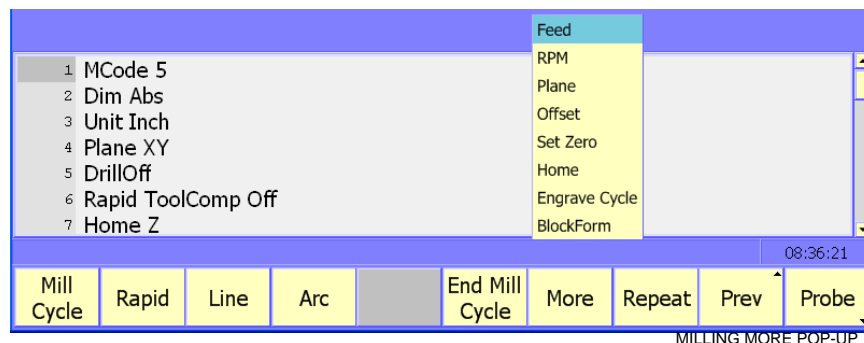 Feed
RPM
Plane
Offset
Set Zero
Home
Engrave Cycle
BlockForm
1 MCode 5
2 Dim Abs
3 Unit Inch
4 Plane XY
5 DrillOff
6 Rapid ToolComp Off
7 Home Z
08:36:21
Mill
Cycle
Rapid
Line
Arc
End Mill
Cycle
More
Repeat
Prev
Probe
MILLING MORE POP-UP